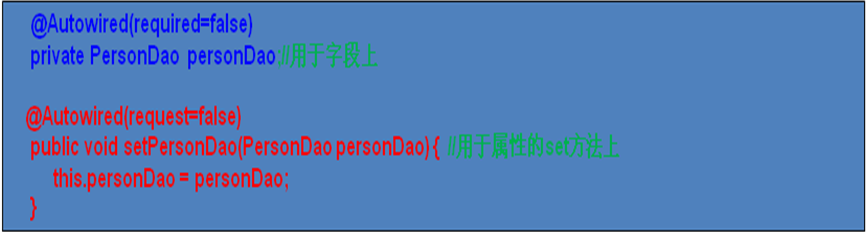 @Autowired(required=false)
private PersonDao personDao;//用于字段上
@Autowired(request=false)
public void setPersonDao(PersonDao personDao) { //用于属性的set方法上
this.personDao = personDao;
}